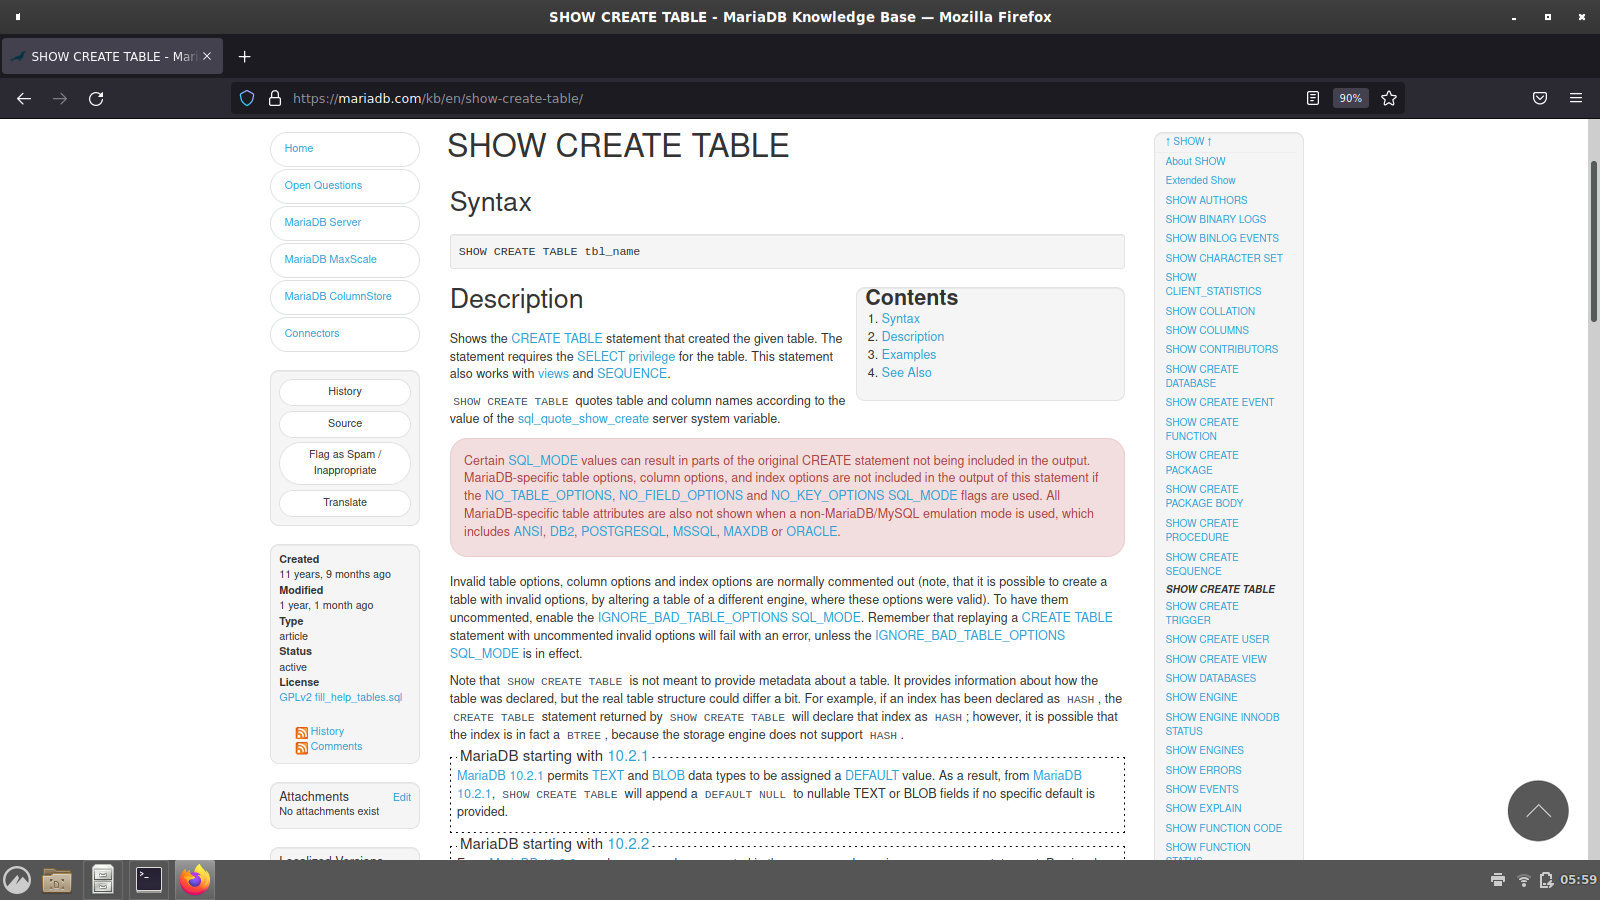 SHOW CREATE TABLE - MariaDB Knowledge Base — Mozilla Firefox
SHOW CREATE TABLE - Mari
https://mariadb.com/kb/en/show-create-table/
90%
Home
Open Questions
MariaDB Server
MariaDB MaxScale
MariaDB ColumnStore
Connectors
History
Source
Flag as Spam /
Inappropriate
Translate
Created
11 years, 9 months ago
Modified
1 year, 1 month ago
Type
article
Status
active
License
GPLv2 fill_help_tables.sql
History
Comments
Attachments
Edit
No attachments exist
Localized Versions
SHOW CREATE TABLE
Syntax
SHOW CREATE TABLE tbl_name
Description
Shows the CREATE TABLE statement that created the given table. The
statement requires the SELECT privilege for the table. This statement
also works with views and SEQUENCE.
SHOW CREATE TABLE quotes table and column names according to the
value of the sql_quote_show_create server system variable.
Contents
1. Syntax
2. Description
3. Examples
4. See Also
Certain SQL_MODE values can result in parts of the original CREATE statement not being included in the output.
MariaDB-specific table options, column options, and index options are not included in the output of this statement if
the NO_TABLE_OPTIONS, NO_FIELD_OPTIONS and NO_KEY_OPTIONS SQL_MODE flags are used. All
MariaDB-specific table attributes are also not shown when a non-MariaDB/MySQL emulation mode is used, which
includes ANSI, DB2, POSTGRESQL, MSSQL, MAXDB or ORACLE.
Invalid table options, column options and index options are normally commented out (note, that it is possible to create a
table with invalid options, by altering a table of a different engine, where these options were valid). To have them
uncommented, enable the IGNORE_BAD_TABLE_OPTIONS SQL_MODE. Remember that replaying a CREATE TABLE
statement with uncommented invalid options will fail with an error, unless the IGNORE_BAD_TABLE_OPTIONS
SQL_MODE is in effect.
Note that SHOW CREATE TABLE is not meant to provide metadata about a table. It provides information about how the
table was declared, but the real table structure could differ a bit. For example, if an index has been declared as HASH, the
CREATE TABLE statement returned by SHOW CREATE TABLE will declare that index as HASH; however, it is possible that
the index is in fact a BTREE, because the storage engine does not support HASH.
MariaDB starting with 10.2.1
MariaDB 10.2.1 permits TEXT and BLOB data types to be assigned a DEFAULT value. As a result, from MariaDB
10.2.1, SHOW CREATE TABLE will append a DEFAULT NULL to nullable TEXT or BLOB fields if no specific default is
provided.
MariaDB starting with 10.2.2
↑ SHOW ↑
About SHOW
Extended Show
SHOW AUTHORS
SHOW BINARY LOGS
SHOW BINLOG EVENTS
SHOW CHARACTER SET
SHOW
CLIENT_STATISTICS
SHOW COLLATION
SHOW COLUMNS
SHOW CONTRIBUTORS
SHOW CREATE
DATABASE
SHOW CREATE EVENT
SHOW CREATE
FUNCTION
SHOW CREATE
PACKAGE
SHOW CREATE
PACKAGE BODY
SHOW CREATE
PROCEDURE
SHOW CREATE
SEQUENCE
SHOW CREATE TABLE
SHOW CREATE
TRIGGER
SHOW CREATE USER
SHOW CREATE VIEW
SHOW DATABASES
SHOW ENGINE
SHOW ENGINE INNODB
STATUS
SHOW ENGINES
SHOW ERRORS
SHOW EVENTS
SHOW EXPLAIN
SHOW FUNCTION CODE
SHOW FUNCTION
STATUS
05:59